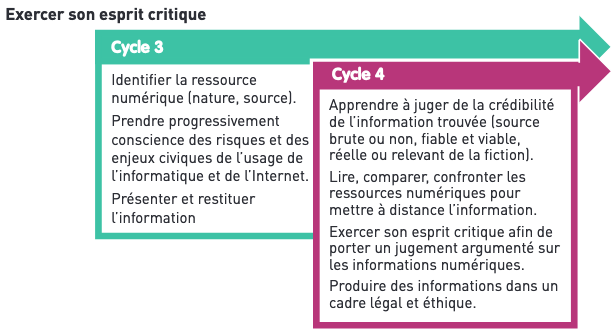 Exercer son esprit critique
Cycle 3
Identifier la ressource
numérique (nature, source).
Prendre progressivement
conscience des risques et des
enjeux civiques de l'usage de
l'informatique et de l'Internet.
Présenter et restituer
l'information
Cycle 4
Apprendre à juger de la crédibilité
de l'information trouvée (source
brute ou non, fiable et viable,
réelle ou relevant de la fiction).
Lire, comparer, confronter les
ressources numériques pour
mettre à distance l'information.
Exercer son esprit critique afin de
porter un jugement argumenté sur
les informations numériques.
Produire des informations dans un
cadre légal et éthique.